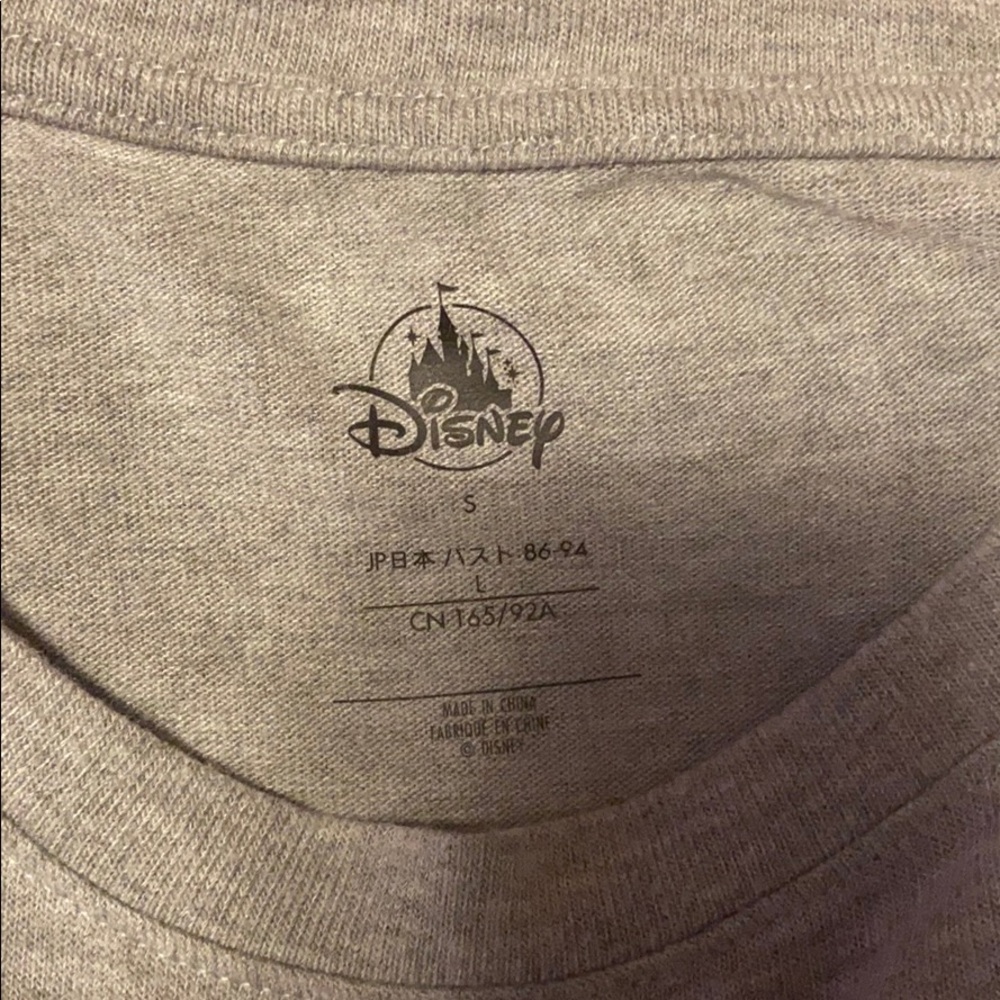 Disney
S
JP日本 バスト 86-94
L
CN 165/92A
MADE IN CHINA
FABRIQUE EN CHINE
© DISNEY